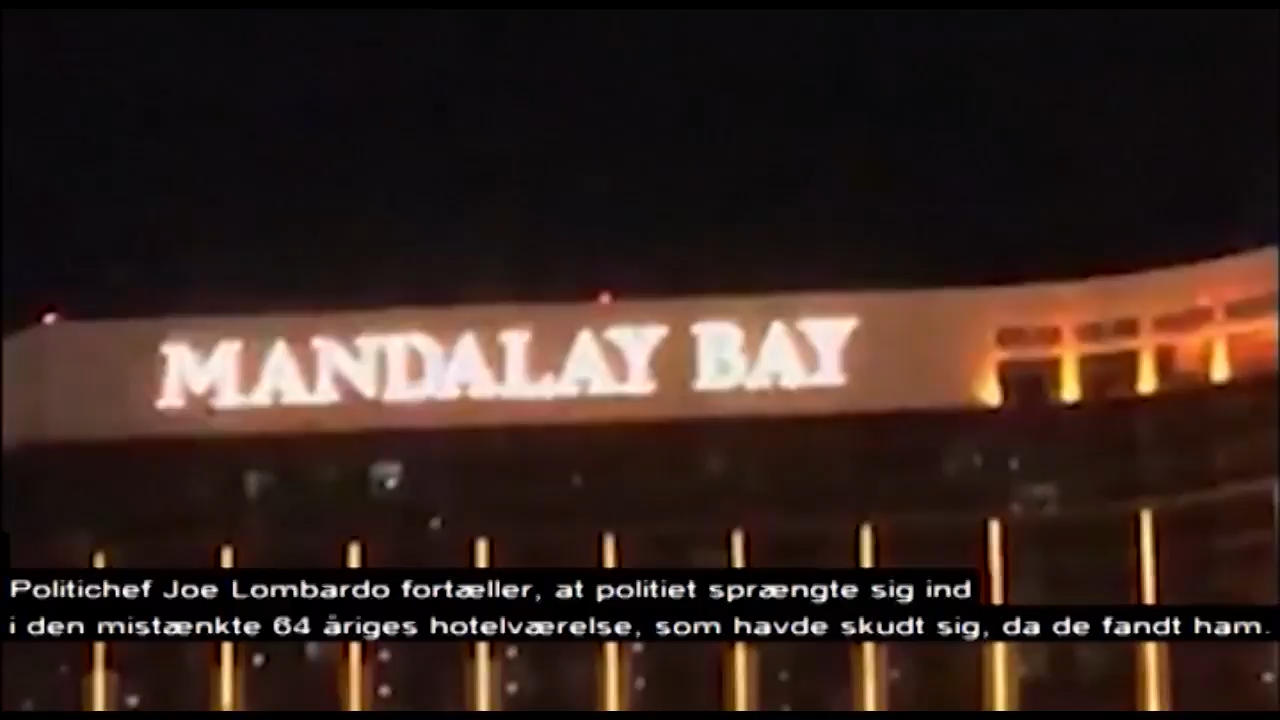 MANDALAY BAY
Politichef Joe Lombardo fortæller, at politiet sprængte sig ind
i den mistænkte 64 åriges hotelværelse, som havde skudt sig, da de fandt ham.